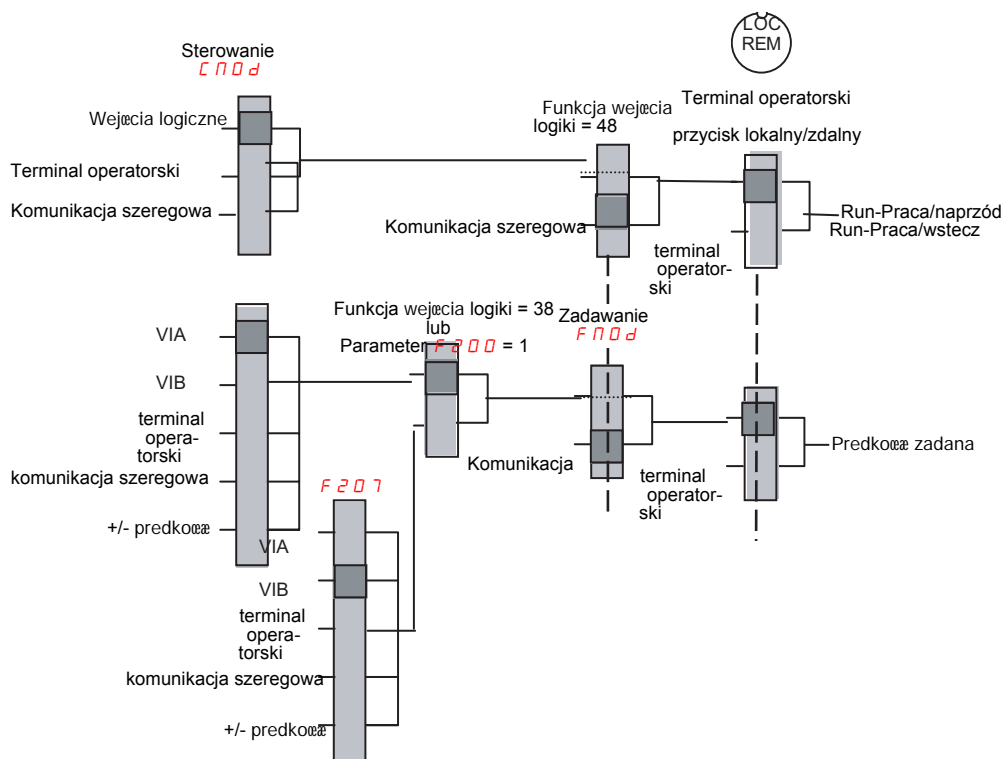 LOC
REM
Sterowanie
CMOd
Wejœcia logiczne
Terminal operatorski
Komunikacja szeregowa
Funkcja wejœcia
logiki = 48
Terminal operatorski
przycisk lokalny/zdalny
Komunikacja szeregowa
terminal
operator-
ski
Run-Praca/naprzód
Run-Praca/wstecz
VIA
VIB
terminal
opera-
torski
komunikacja szeregowa
+/- predkoœæ
Funkcja wejœcia logiki = 38
lub
Parameter F200 = 1
Zadawanie
FMOd
Komunikacja
terminal
operator-
ski
Predkoœæ zadana
F207
VIA
VIB
terminal
opera-
torski
komunikacja szeregowa
+/- predkoœæ